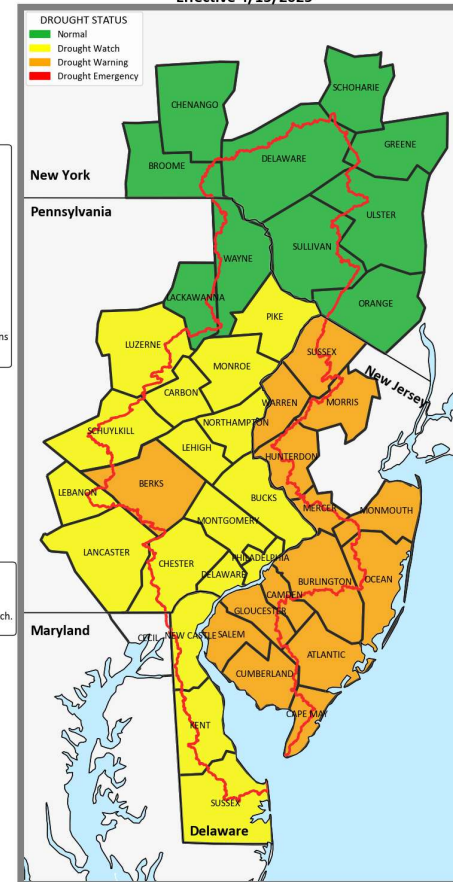 DROUGHT STATUS
Normal
Drought Watch
Drought Warning
Drought Emergency
SCHOHARIE
CHENANGO
GREENE
DELAWARE
BROOME
New York
ULSTER
Pennsylvania
SULLIVAN
WAYNE
LACKAWANNA
ORANGE
PIKE
LUZERNE
SUSSEX
MONROE
New Jersey
CARBON
WARREN
MORRIS
NORTHAMPTON
SCHUYLKILL
LEHIGH
HUNTERDON
BERKS
LEBANON
BUCKS
MERCER
MONMOUTH
MONTGOMERY
LANCASTER
PHILADELPHIA
CHESTER
DELAWARE
BURLINGTON
OCEAN
CAMDEN
GLOUCESTER
ch.
Maryland
CECIL
NEW CASTLE
SALEM
ATLANTIC
CUMBERLAND
CAPE MAY
KENT
SUSSEX
Delaware